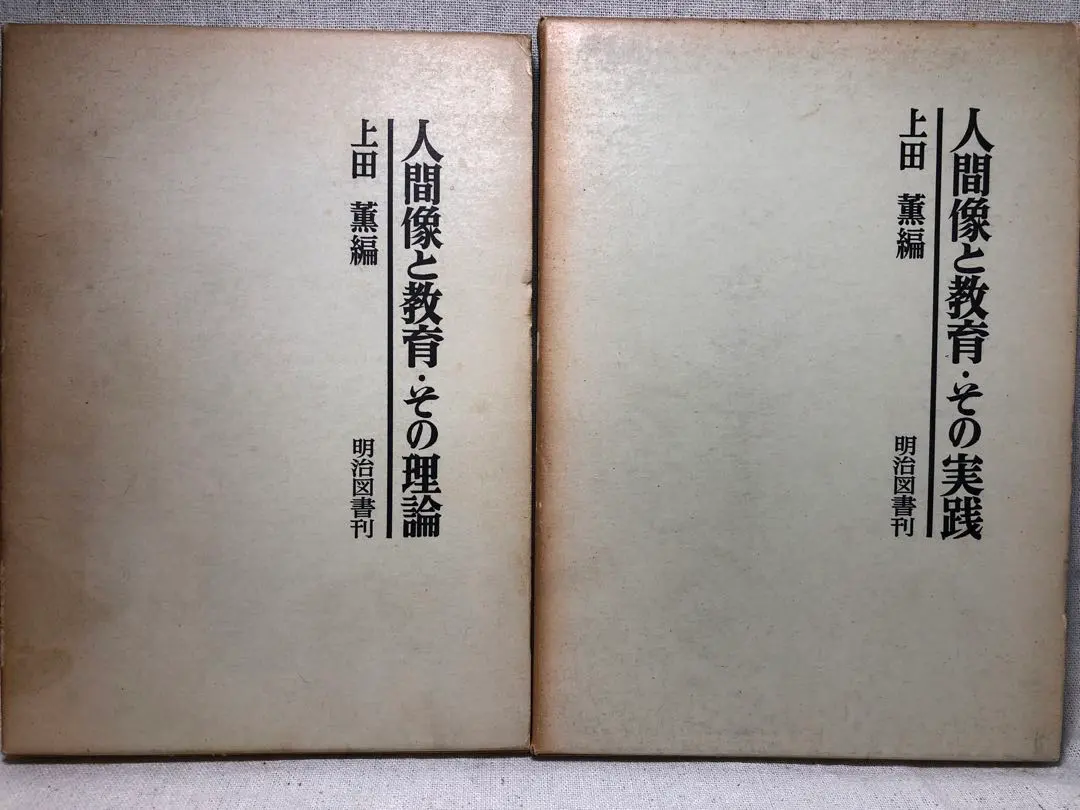 人間像と教育・その理論
上田 薫編
明治図書刊
人間像と教育・その実践
上田 薫編
明治図書刊